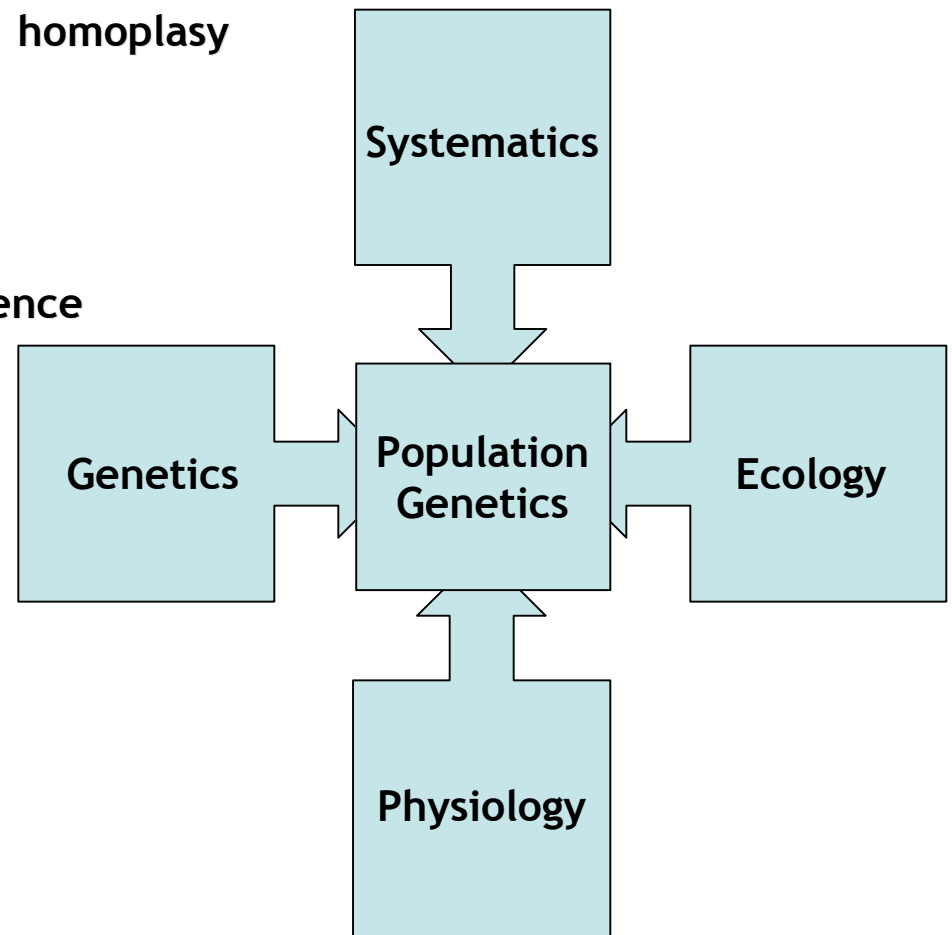 homoplasy
Systematics
ence
Genetics
Population
Genetics
Ecology
Physiology